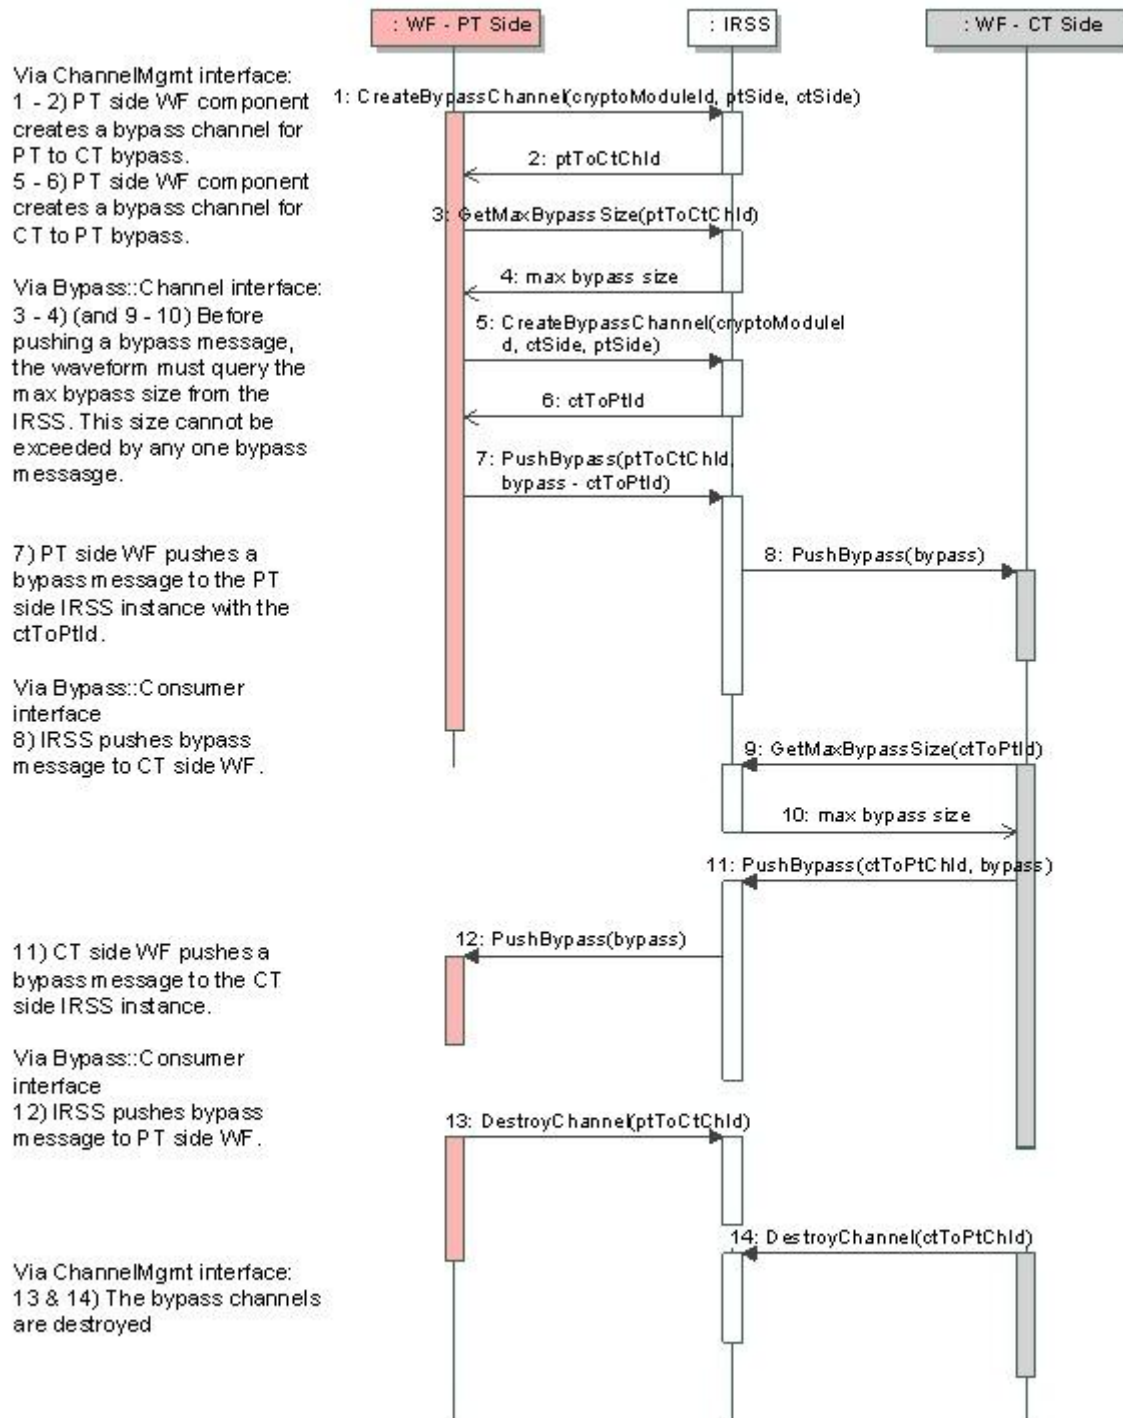 : WF - PT Side
: IRSS
: WF - CT Side
Via ChannelMgmt interface:
1 - 2) PT side WF component
creates a bypass channel for
PT to CT bypass.
5 - 6) PT side WF component
creates a bypass channel for
CT to PT bypass.
Via Bypass::Channel interface:
3 - 4) (and 9 - 10) Before
pushing a bypass message,
the waveform must query the
max bypass size from the
IRSS. This size cannot be
exceeded by any one bypass
messasge.
7) PT side WF pushes a
bypass message to the PT
side IRSS instance with the
ctToPtId.
Via Bypass::Consumer
interface
8) IRSS pushes bypass
message to CT side WF.
11) CT side WF pushes a
bypass message to the CT
side IRSS instance.
Via Bypass::Consumer
interface
12) IRSS pushes bypass
message to PT side WF.
Via ChannelMgmt interface:
13 & 14) The bypass channels
are destroyed
1: CreateBypassChannel(cryptoModuleId, ptSide, ctSide)
2: ptToCtChId
3: GetMaxBypassSize(ptToCtChId)
4: max bypass size
5: CreateBypassChannel(cryptoModuleI
d, ctSide, ptSide)
6: ctToPtId
7: PushBypass(ptToCtChId,
bypass - ctToPtId)
8: PushBypass(bypass)
9: GetMaxBypassSize(ctToPtId)
10: max bypass size
11: PushBypass(ctToPtChId, bypass)
12: PushBypass(bypass)
13: DestroyChannel(ptToCtChId)
14: DestroyChannel(ctToPtChId)